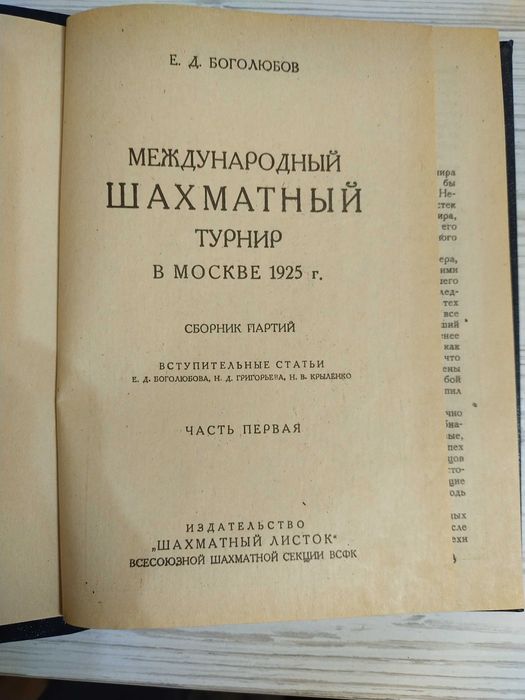 Е. Д. БОГОЛЮБОВ
МЕЖДУНАРОДНЫЙ
ШАХМАТНЫЙ
ТУРНИР
В МОСКВЕ 1925 г.
СБОРНИК ПАРТИЙ
ВСТУПИТЕЛЬНЫЕ СТАТЬИ
Е. Д. БОГОЛЮБОВА, Н. Д. ГРИГОРЬЕВА, Н. В. КРЫЛЕНКО
ЧАСТЬ ПЕРВАЯ
ИЗДАТЕЛЬСТВО
„ШАХМАТНЫЙ ЛИСТОК“
ВСЕСОЮЗНОЙ ШАХМАТНОЙ СЕКЦИИ ВСФК